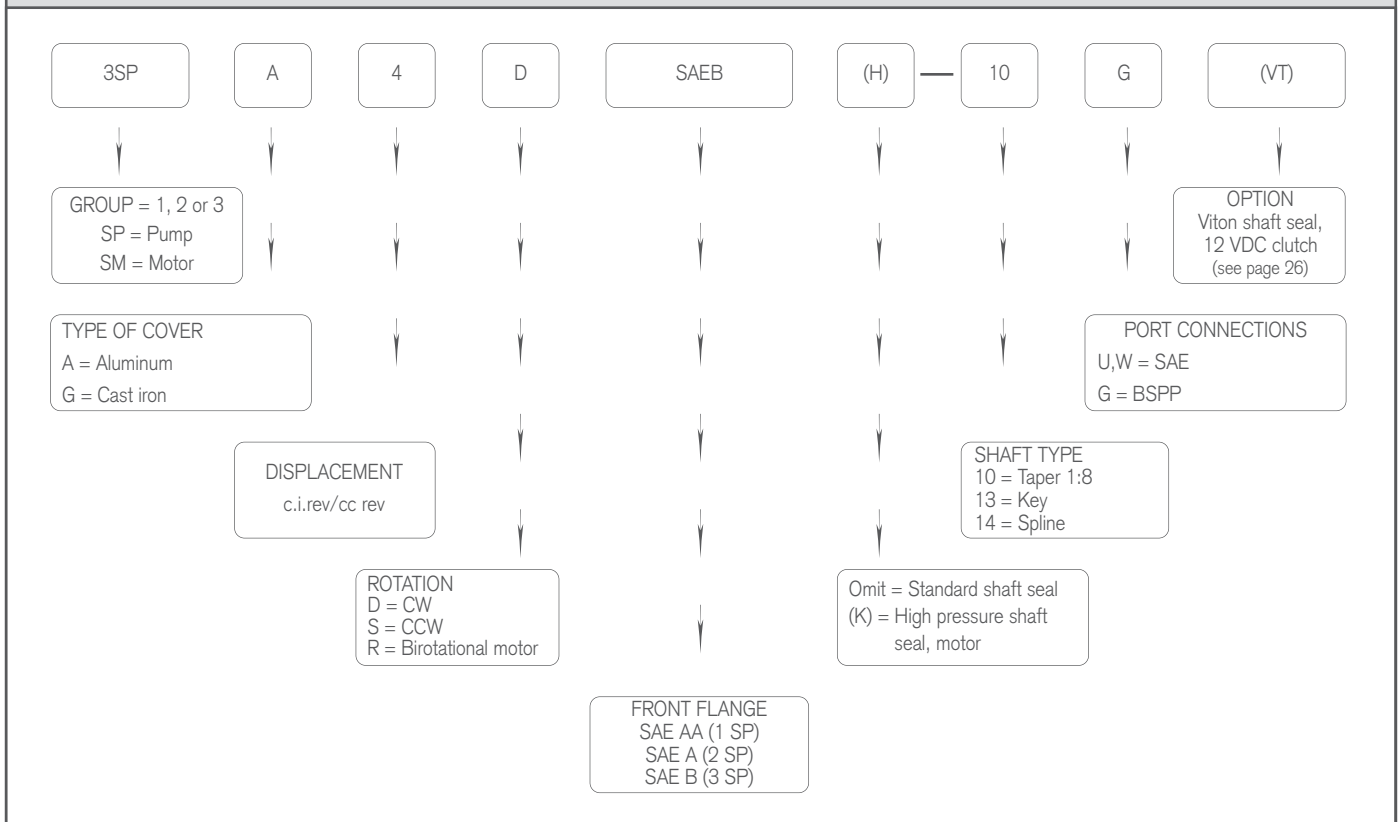 3SP A 4 D SAEB (H) — 10 G (VT)
GROUP = 1, 2 or 3
SP = Pump
SM = Motor
OPTION
Viton shaft seal,
12 VDC clutch
(see page 26)
TYPE OF COVER
A = Aluminum
G = Cast iron
PORT CONNECTIONS
U,W = SAE
G = BSPP
DISPLACEMENT
c.i.rev/cc rev
SHAFT TYPE
10 = Taper 1:8
13 = Key
14 = Spline
ROTATION
D = CW
S = CCW
R = Birotational motor
Omit = Standard shaft seal
(K) = High pressure shaft
seal, motor
FRONT FLANGE
SAE AA (1 SP)
SAE A (2 SP)
SAE B (3 SP)